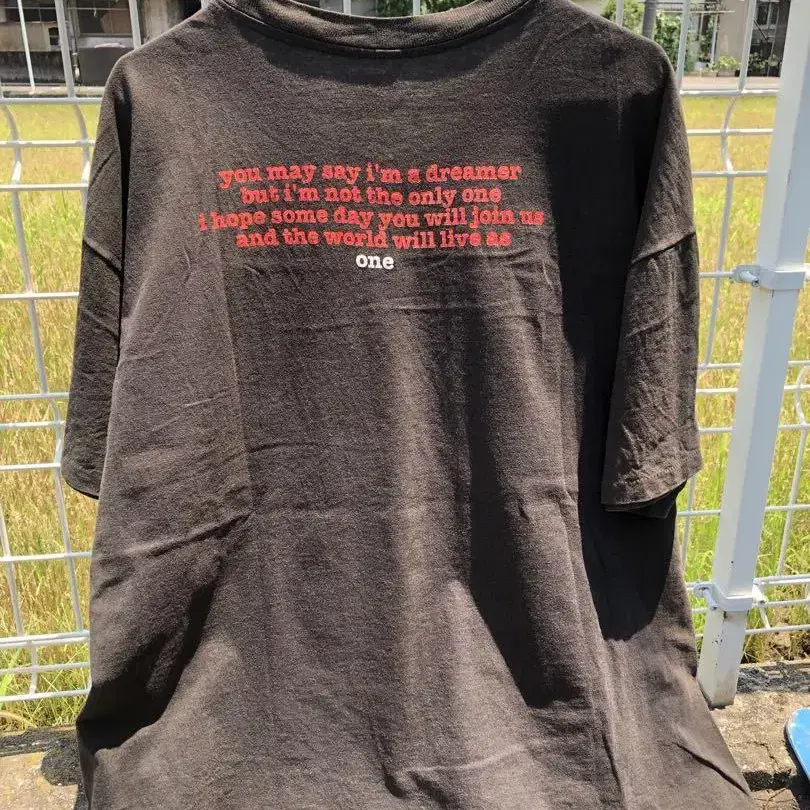 you may say i'm a dreamer
but i'm not the only one
i hope some day you will join us
and the world will live as
one